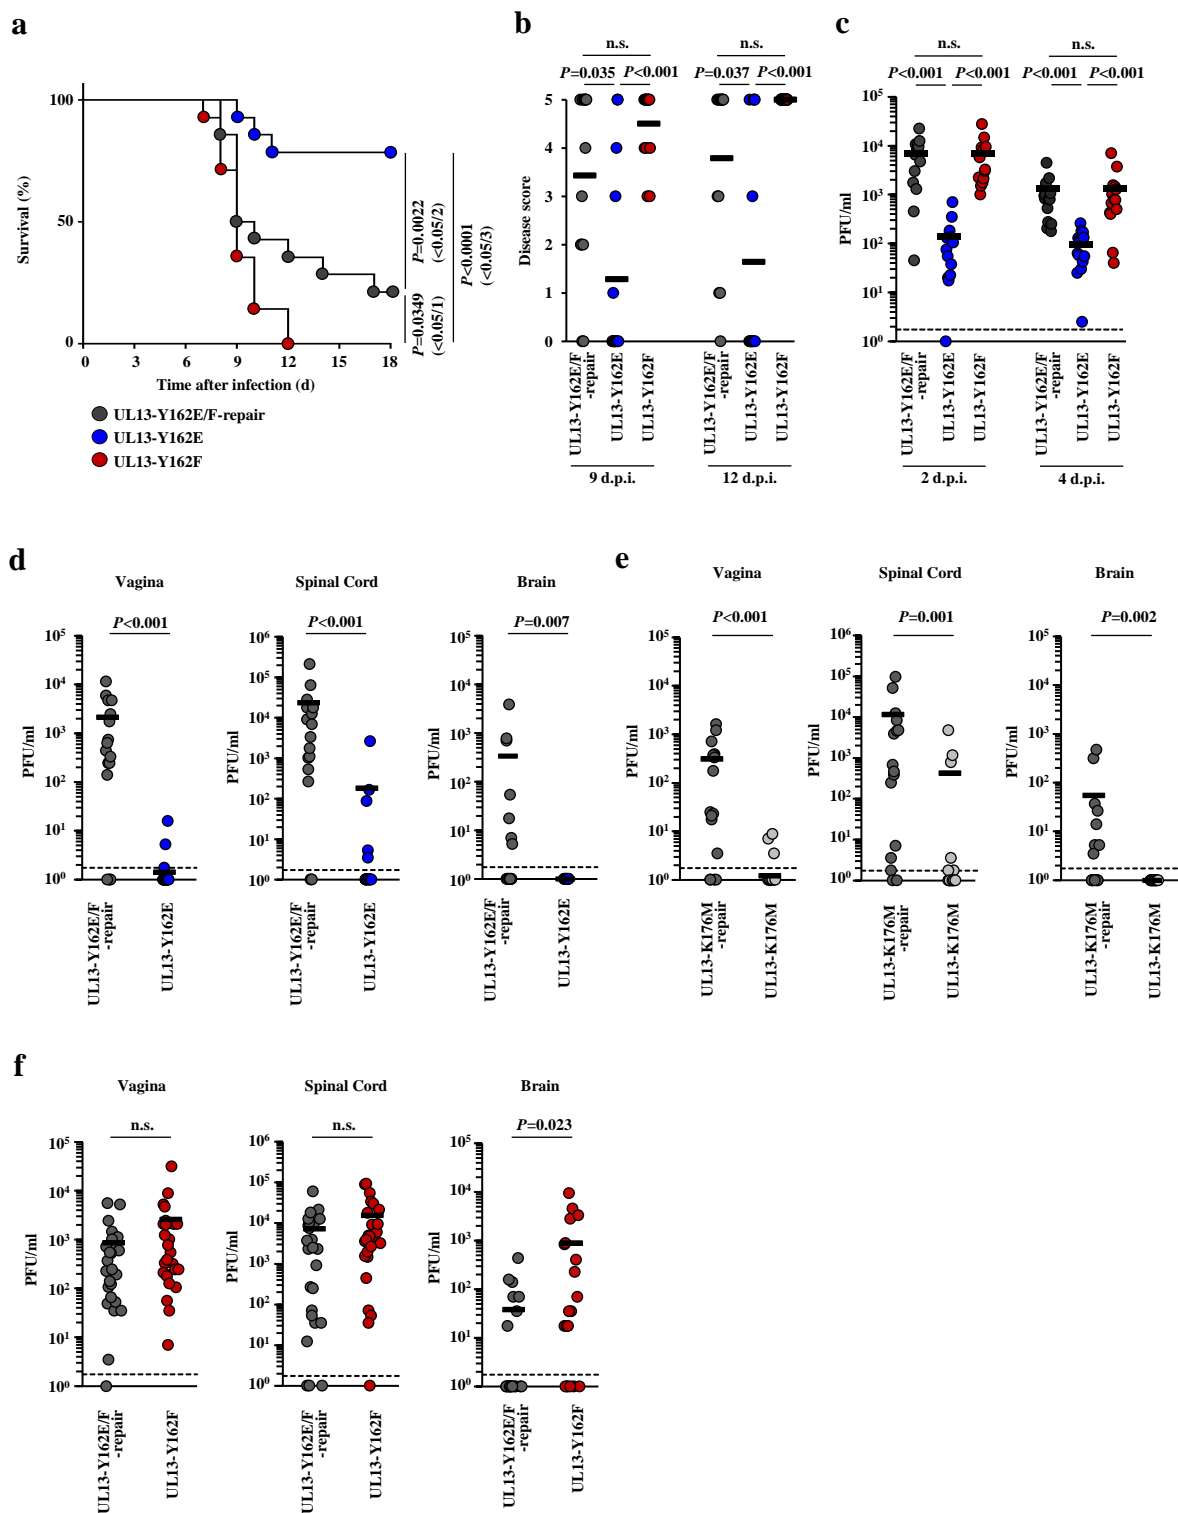 a
100
50
0
Survival (%)
0 3 6 9 12 15 18
Time after infection (d)
P=0.0349
(<0.05/1)
P=0.0022
(<0.05/2)
P<0.0001
(<0.05/3)
UL13-Y162E/F-repair
UL13-Y162E
UL13-Y162F
b
n.s. n.s.
P=0.035 P<0.001 P=0.037 P<0.001
5
4
3
2
1
0
Disease score
UL13-Y162E/F
-repair
UL13-Y162E
UL13-Y162F
UL13-Y162E/F
-repair
UL13-Y162E
UL13-Y162F
9 d.p.i. 12 d.p.i.
c
n.s. n.s.
P<0.001 P<0.001 P<0.001 P<0.001
10⁵
10⁴
10³
10²
10¹
10⁰
PFU/ml
UL13-Y162E/F
-repair
UL13-Y162E
UL13-Y162F
UL13-Y162E/F
-repair
UL13-Y162E
UL13-Y162F
2 d.p.i. 4 d.p.i.
d
Vagina
P<0.001
10⁵
10⁴
10³
10²
10¹
10⁰
PFU/ml
UL13-Y162E/F
-repair
UL13-Y162E
Spinal Cord
P<0.001
10⁶
10⁵
10⁴
10³
10²
10¹
10⁰
PFU/ml
UL13-Y162E/F
-repair
UL13-Y162E
Brain
P=0.007
10⁵
10⁴
10³
10²
10¹
10⁰
PFU/ml
UL13-Y162E/F
-repair
UL13-Y162E
e
Vagina
P<0.001
10⁵
10⁴
10³
10²
10¹
10⁰
PFU/ml
UL13-K176M
-repair
UL13-K176M
Spinal Cord
P=0.001
10⁶
10⁵
10⁴
10³
10²
10¹
10⁰
PFU/ml
UL13-K176M
-repair
UL13-K176M
Brain
P=0.002
10⁵
10⁴
10³
10²
10¹
10⁰
PFU/ml
UL13-K176M
-repair
UL13-K176M
f
Vagina
n.s.
10⁵
10⁴
10³
10²
10¹
10⁰
PFU/ml
UL13-Y162E/F
-repair
UL13-Y162F
Spinal Cord
n.s.
10⁶
10⁵
10⁴
10³
10²
10¹
10⁰
PFU/ml
UL13-Y162E/F
-repair
UL13-Y162F
Brain
P=0.023
10⁵
10⁴
10³
10²
10¹
10⁰
PFU/ml
UL13-Y162E/F
-repair
UL13-Y162F